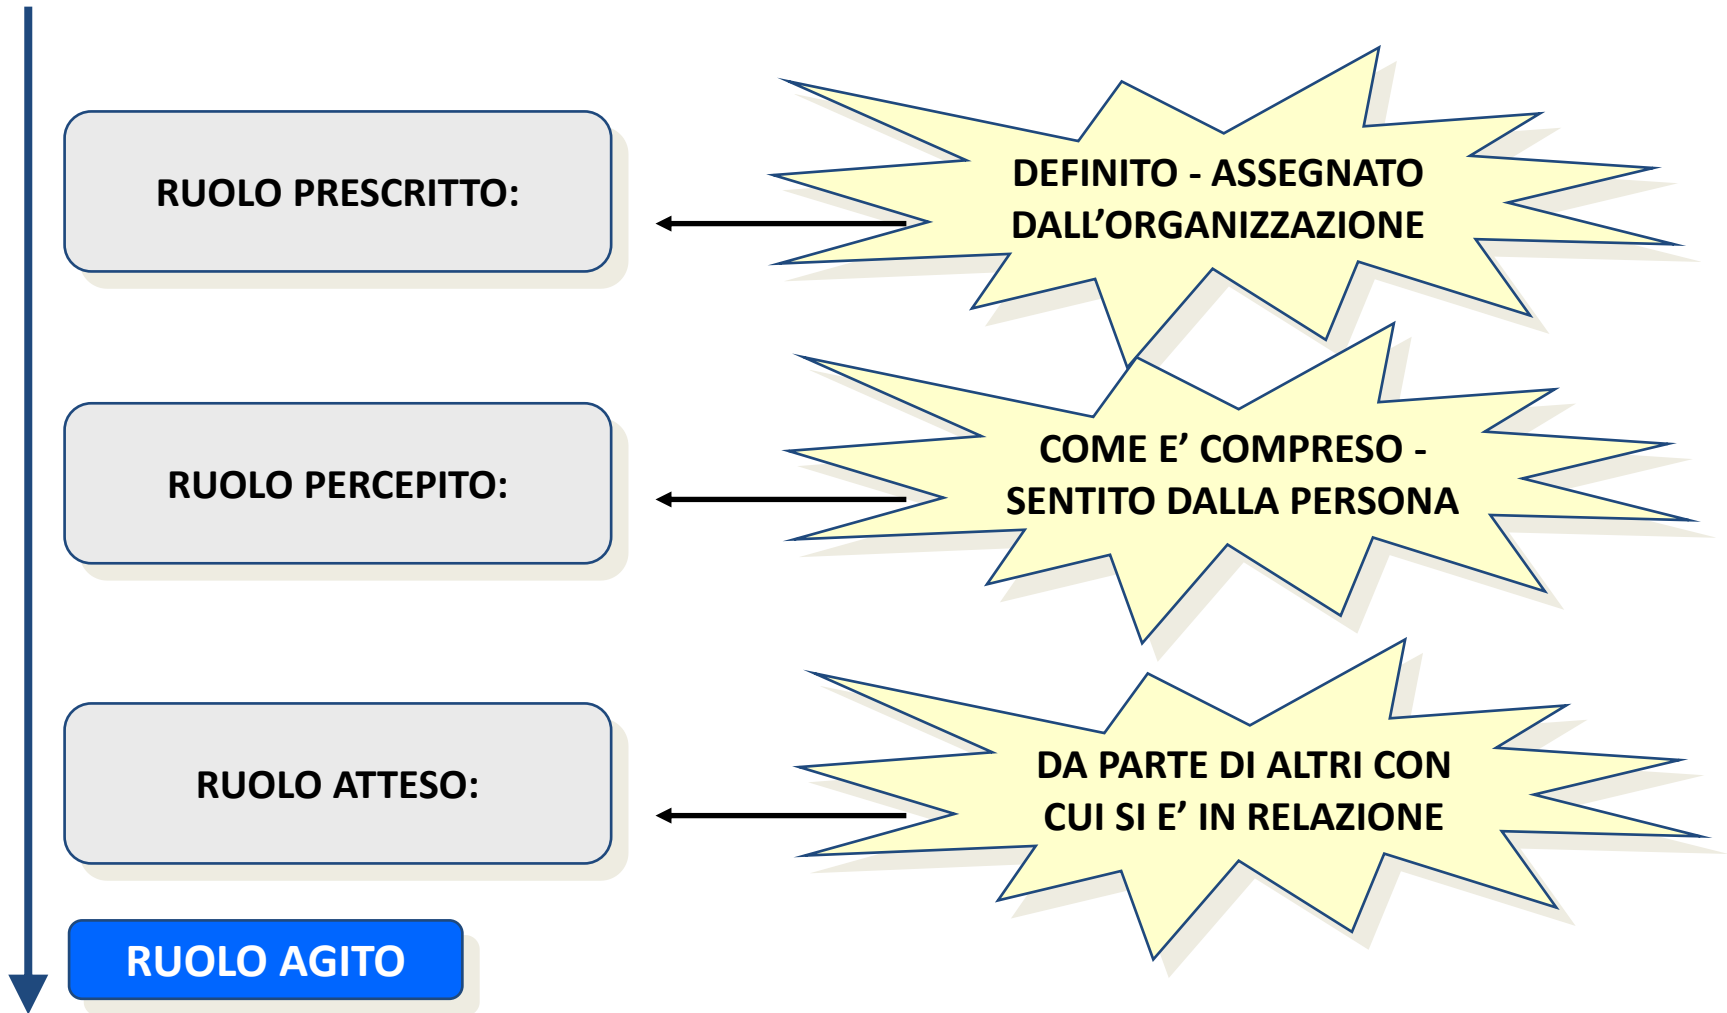 RUOLO PRESCRITTO:
DEFINITO - ASSEGNATO
DALL’ORGANIZZAZIONE
RUOLO PERCEPITO:
COME E’ COMPRESO -
SENTITO DALLA PERSONA
RUOLO ATTESO:
DA PARTE DI ALTRI CON
CUI SI E’ IN RELAZIONE
RUOLO AGITO